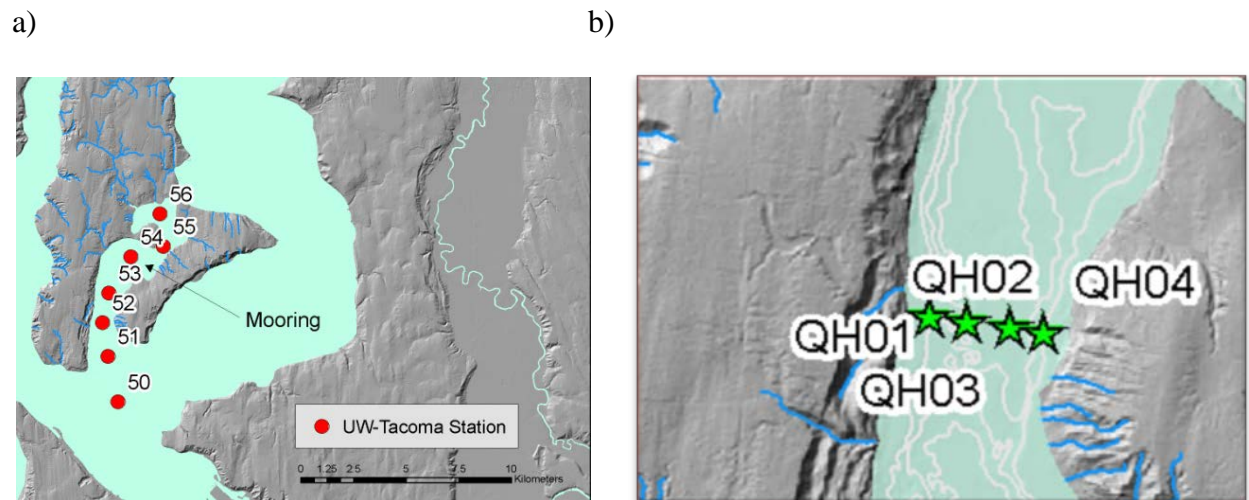 a)
b)
56
55
54
53
52
51
50
Mooring
UW-Tacoma Station
0 1.25 2.5 5 7.5 10
Kilometers
QH02
QH04
QH01
QH03